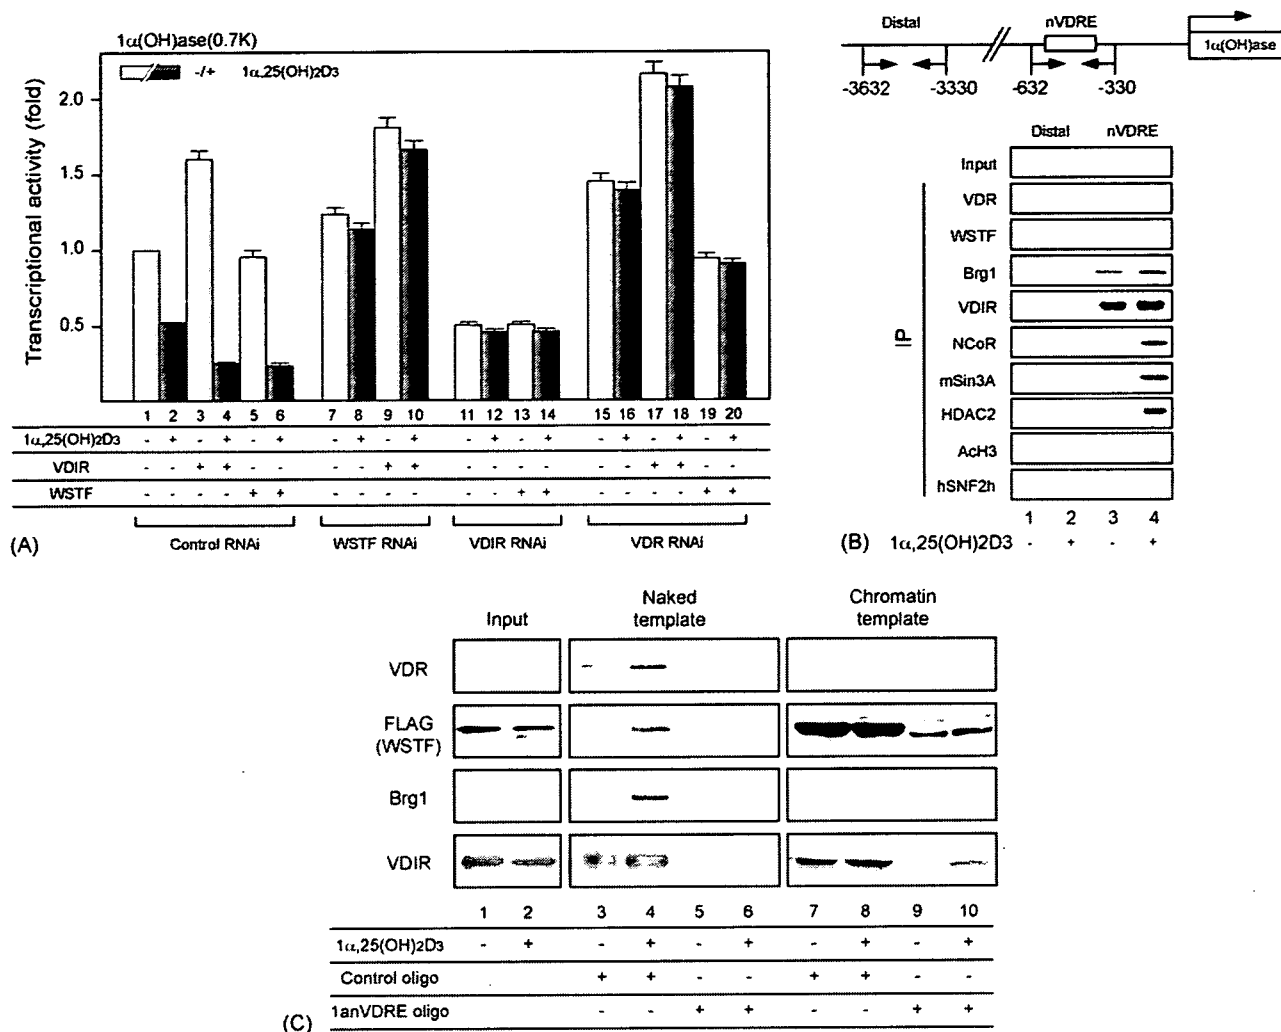 1α(OH)ase(0.7K)
-/+ 1α,25(OH)2D3
Transcriptional activity (fold)
2.0
1.5
1.0
0.5
1 2 3 4 5 6 7 8 9 10 11 12 13 14 15 16 17 18 19 20
1α,25(OH)2D3 - + - + - + - + - + - + - + - + - + - +
VDIR - - + + - - - - + + - - - - - - + + - -
WSTF - - - - + + - - - - - - + + - - - - + +
Control RNAi WSTF RNAi VDIR RNAi VDR RNAi
(A)
Distal nVDRE
1α(OH)ase
-3632 -3330 -632 -330
Distal nVDRE
Input
VDR
WSTF
Brg1
VDIR
NCoR
mSin3A
HDAC2
AcH3
hSNF2h
IP
1 2 3 4
(B) 1α,25(OH)2D3 - + - +
Input Naked template Chromatin template
VDR
FLAG
(WSTF)
Brg1
VDIR
1 2 3 4 5 6 7 8 9 10
1α,25(OH)2D3 - + - + - + - + - +
Control oligo - - + + - - + + - -
1anVDRE oligo - - - - + + - - + +
(C)